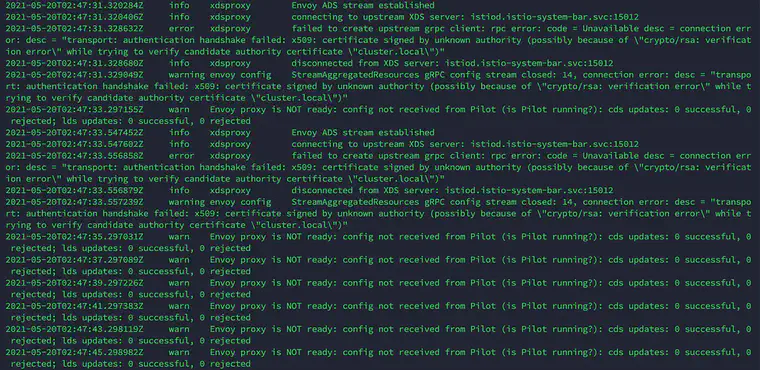 2021-05-20T02:47:31.320284Z     info    xdsproxy        Envoy ADS stream established
2021-05-20T02:47:31.320406Z     info    xdsproxy        connecting to upstream XDS server: istiod.istio-system-bar.svc:15012
2021-05-20T02:47:31.328632Z     error   xdsproxy        failed to create upstream grpc client: rpc error: code = Unavailable desc = connection err
or: desc = "transport: authentication handshake failed: x509: certificate signed by unknown authority (possibly because of \"crypto/rsa: verificat
ion error\" while trying to verify candidate authority certificate \"cluster.local\")"
2021-05-20T02:47:31.328680Z     info    xdsproxy        disconnected from XDS server: istiod.istio-system-bar.svc:15012
2021-05-20T02:47:31.329049Z     warning envoy config    StreamAggregatedResources gRPC config stream closed: 14, connection error: desc = "transpo
rt: authentication handshake failed: x509: certificate signed by unknown authority (possibly because of \"crypto/rsa: verification error\" while t
rying to verify candidate authority certificate \"cluster.local\")"
2021-05-20T02:47:33.297155Z     warn    Envoy proxy is NOT ready: config not received from Pilot (is Pilot running?): cds updates: 0 successful, 0
 rejected; lds updates: 0 successful, 0 rejected
2021-05-20T02:47:33.547452Z     info    xdsproxy        Envoy ADS stream established
2021-05-20T02:47:33.547602Z     info    xdsproxy        connecting to upstream XDS server: istiod.istio-system-bar.svc:15012
2021-05-20T02:47:33.556858Z     error   xdsproxy        failed to create upstream grpc client: rpc error: code = Unavailable desc = connection err
or: desc = "transport: authentication handshake failed: x509: certificate signed by unknown authority (possibly because of \"crypto/rsa: verificat
ion error\" while trying to verify candidate authority certificate \"cluster.local\")"
2021-05-20T02:47:33.556879Z     info    xdsproxy        disconnected from XDS server: istiod.istio-system-bar.svc:15012
2021-05-20T02:47:33.557239Z     warning envoy config    StreamAggregatedResources gRPC config stream closed: 14, connection error: desc = "transpo
rt: authentication handshake failed: x509: certificate signed by unknown authority (possibly because of \"crypto/rsa: verification error\" while t
rying to verify candidate authority certificate \"cluster.local\")"
2021-05-20T02:47:35.297031Z     warn    Envoy proxy is NOT ready: config not received from Pilot (is Pilot running?): cds updates: 0 successful, 0
 rejected; lds updates: 0 successful, 0 rejected
2021-05-20T02:47:37.297089Z     warn    Envoy proxy is NOT ready: config not received from Pilot (is Pilot running?): cds updates: 0 successful, 0
 rejected; lds updates: 0 successful, 0 rejected
2021-05-20T02:47:39.297226Z     warn    Envoy proxy is NOT ready: config not received from Pilot (is Pilot running?): cds updates: 0 successful, 0
 rejected; lds updates: 0 successful, 0 rejected
2021-05-20T02:47:41.297383Z     warn    Envoy proxy is NOT ready: config not received from Pilot (is Pilot running?): cds updates: 0 successful, 0
 rejected; lds updates: 0 successful, 0 rejected
2021-05-20T02:47:43.298119Z     warn    Envoy proxy is NOT ready: config not received from Pilot (is Pilot running?): cds updates: 0 successful, 0
 rejected; lds updates: 0 successful, 0 rejected
2021-05-20T02:47:45.298982Z     warn    Envoy proxy is NOT ready: config not received from Pilot (is Pilot running?): cds updates: 0 successful, 0
 rejected; lds updates: 0 successful, 0 rejected